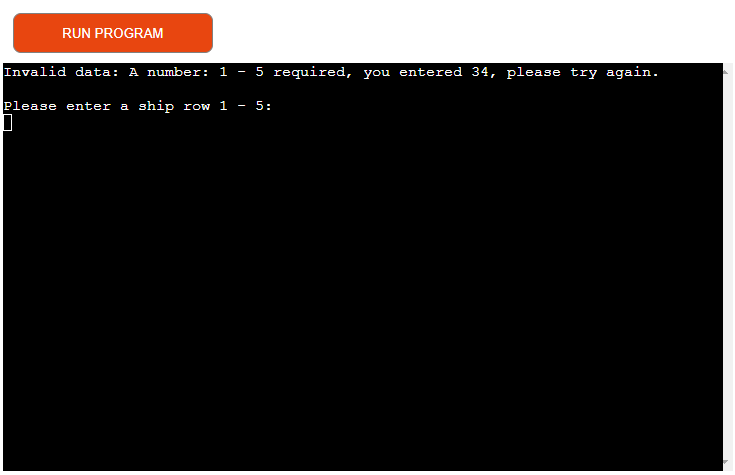 RUN PROGRAM
Invalid data: A number: 1 - 5 required, you entered 34, please try again.
Please enter a ship row 1 - 5: